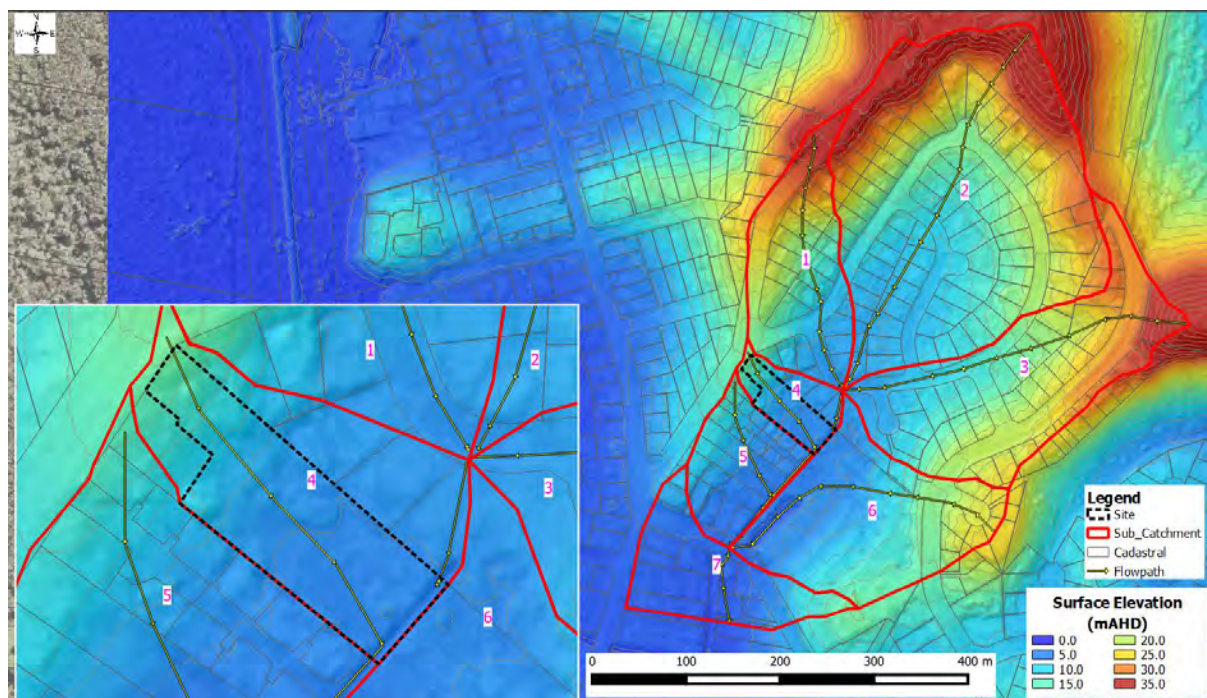 N
W E
S
1
2
3
4
5
6
7
1
2
3
4
5
6
Legend
Site
Sub_Catchment
Cadastral
Flowpath
Surface Elevation
(mAHD)
0.0 20.0
5.0 25.0
10.0 30.0
15.0 35.0
0 100 200 300 400 m